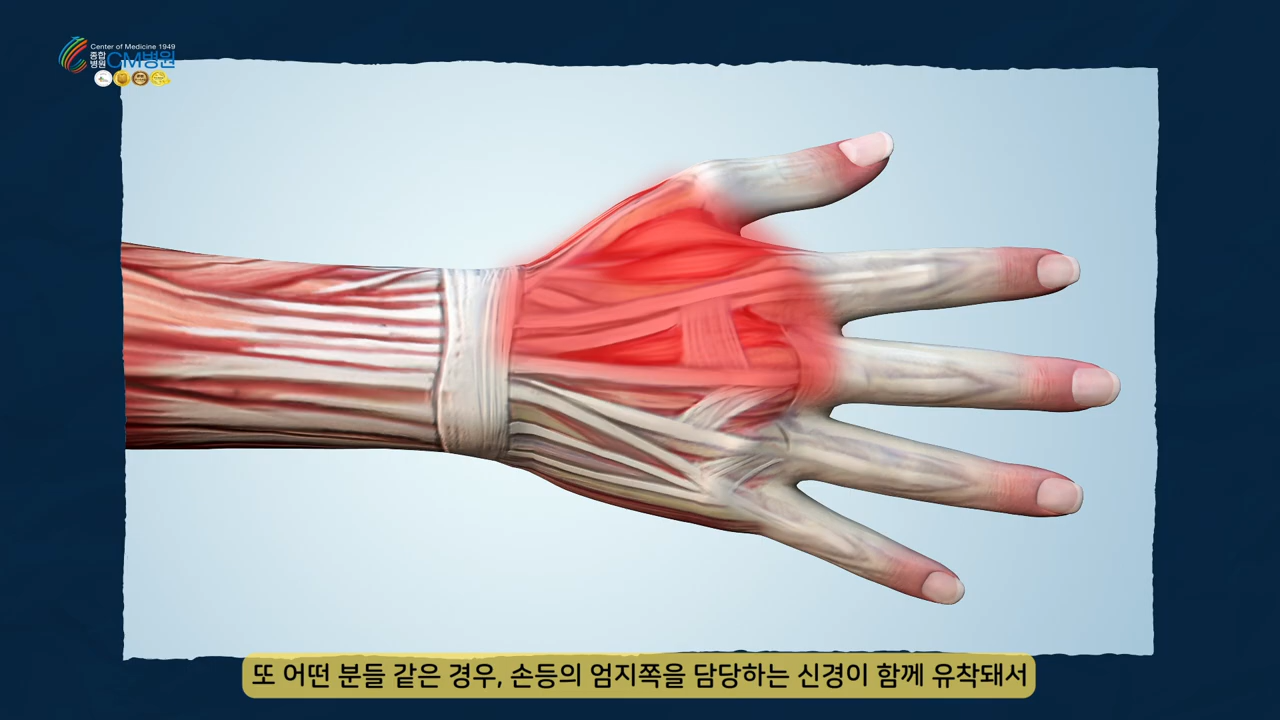 Center of Medicine 1949
종합병원 CM병원
또 어떤 분들 같은 경우, 손등의 엄지쪽을 담당하는 신경이 함께 유착돼서